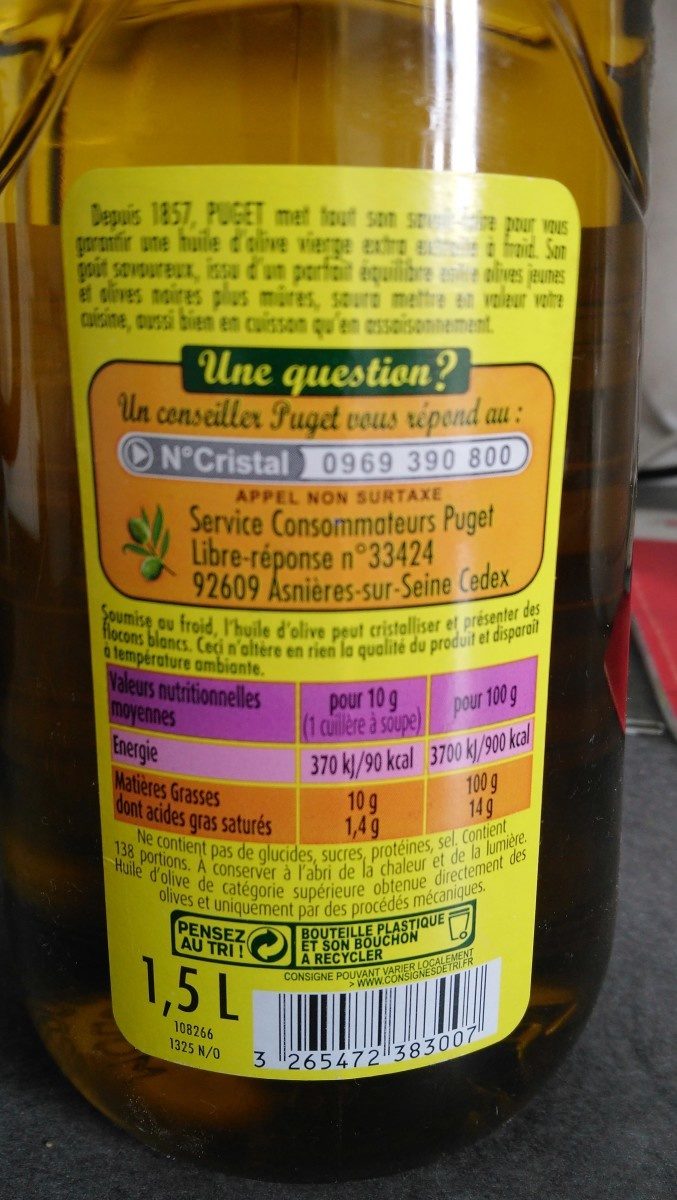 Depuis 1857, PUGET met tout son savoir-faire pour vous
garantir une huile d'olive vierge extra extraite à froid. Son
goût savoureux, issu d'un parfait équilibre entre olives jeunes
et olives noires plus mûres, saura mettre en valeur votre
cuisine, aussi bien en cuisson qu'en assaisonnement.
Une question ?
Un conseiller Puget vous répond au :
N°Cristal 0969 390 800
APPEL NON SURTAXE
Service Consommateurs Puget
Libre-réponse n°33424
92609 Asnières-sur-Seine Cedex
Soumise au froid, l'huile d'olive peut cristalliser et présenter des
flocons blancs. Ceci n'altère en rien la qualité du produit et disparaît
à température ambiante.
Valeurs nutritionnelles moyennes pour 10 g (1 cuillère à soupe) pour 100 g
Energie 370 kJ/90 kcal 3700 kJ/900 kcal
Matières Grasses 10 g 100 g
dont acides gras saturés 1,4 g 14 g
Ne contient pas de glucides, sucres, protéines, sel. Contient
138 portions. A conserver à l'abri de la chaleur et de la lumière.
Huile d'olive de catégorie supérieure obtenue directement des
olives et uniquement par des procédés mécaniques.
PENSEZ
AU TRI !
BOUTEILLE PLASTIQUE
ET SON BOUCHON
A RECYCLER
CONSIGNE POUVANT VARIER LOCALEMENT
> WWW.CONSIGNESDETRI.FR
1,5 L
108266
1325 N/O
3 265472 383007